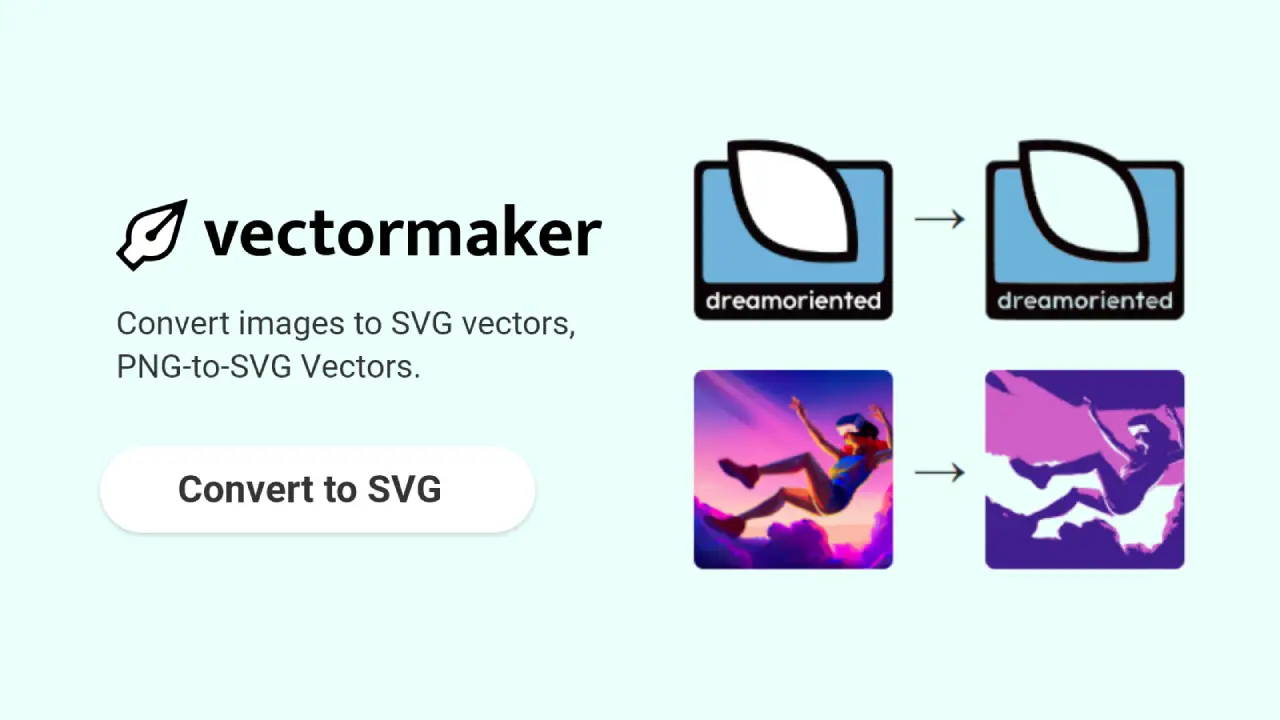 vectormaker
Convert images to SVG vectors,
PNG-to-SVG Vectors.
Convert to SVG
dreamoriented
dreamoriented